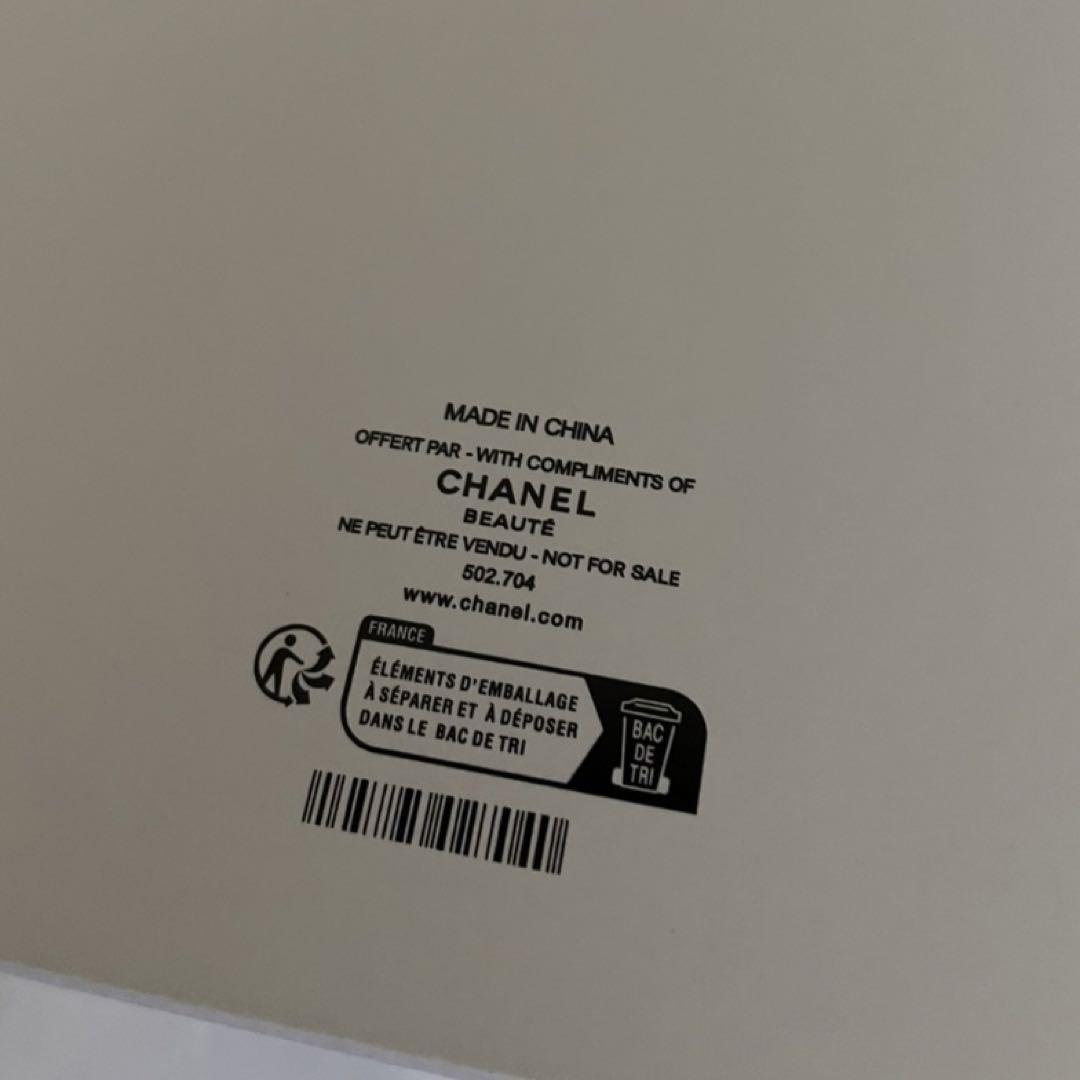 MADE IN CHINA
OFFERT PAR - WITH COMPLIMENTS OF
CHANEL
BEAUTÉ
NE PEUT ÊTRE VENDU - NOT FOR SALE
502.704
www.chanel.com
FRANCE
ÉLÉMENTS D'EMBALLAGE
À SÉPARER ET À DÉPOSER
DANS LE BAC DE TRI
BAC
DE
TRI